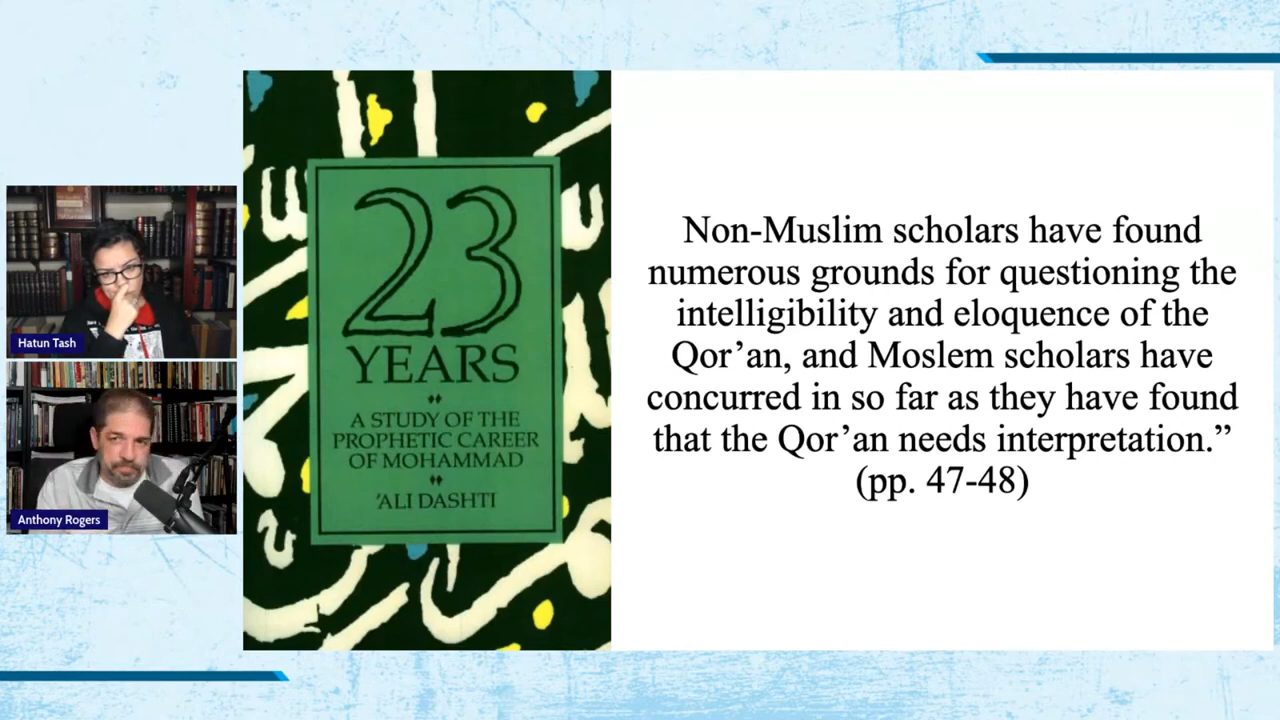 Hatun Tash
Anthony Rogers
23
YEARS
A STUDY OF THE
PROPHETIC CAREER
OF MOHAMMAD
'ALI DASHTI
Non-Muslim scholars have found
numerous grounds for questioning the
intelligibility and eloquence of the
Qor’an, and Moslem scholars have
concurred in so far as they have found
that the Qor’an needs interpretation.”
(pp. 47-48)